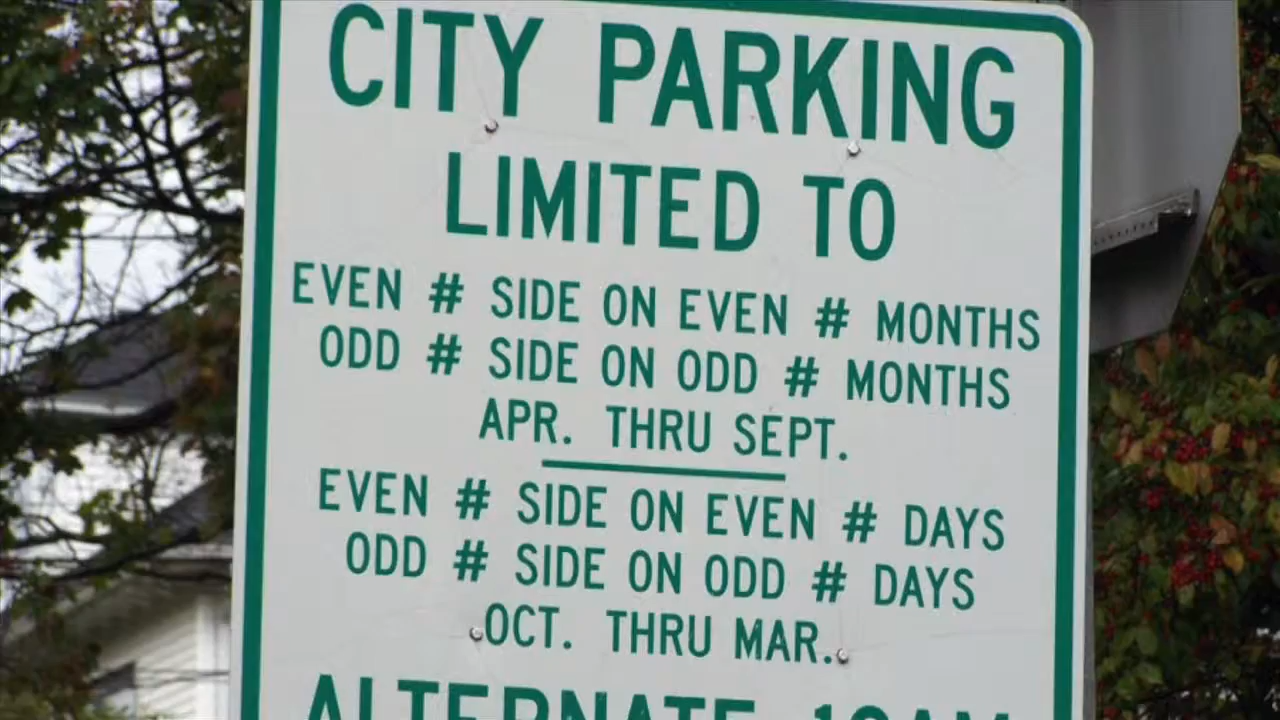 CITY PARKING
LIMITED TO
EVEN # SIDE ON EVEN # MONTHS
ODD # SIDE ON ODD # MONTHS
APR. THRU SEPT.
EVEN # SIDE ON EVEN # DAYS
ODD # SIDE ON ODD # DAYS
OCT. THRU MAR.
ALTERNATE